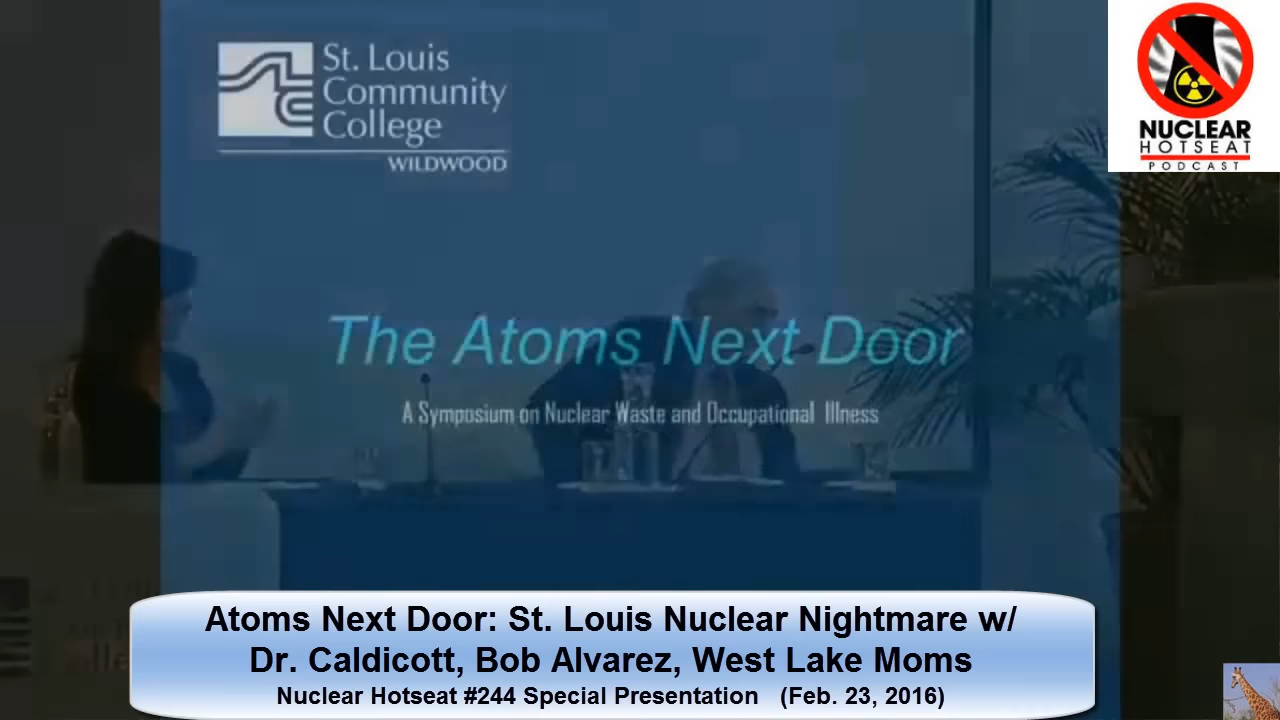 St. Louis
Community
College
WILDWOOD
NUCLEAR
HOTSEAT
PODCAST
The Atoms Next Door
A Symposium on Nuclear Waste and Occupational Illness
Atoms Next Door: St. Louis Nuclear Nightmare w/
Dr. Caldicott, Bob Alvarez, West Lake Moms
Nuclear Hotseat #244 Special Presentation (Feb. 23, 2016)